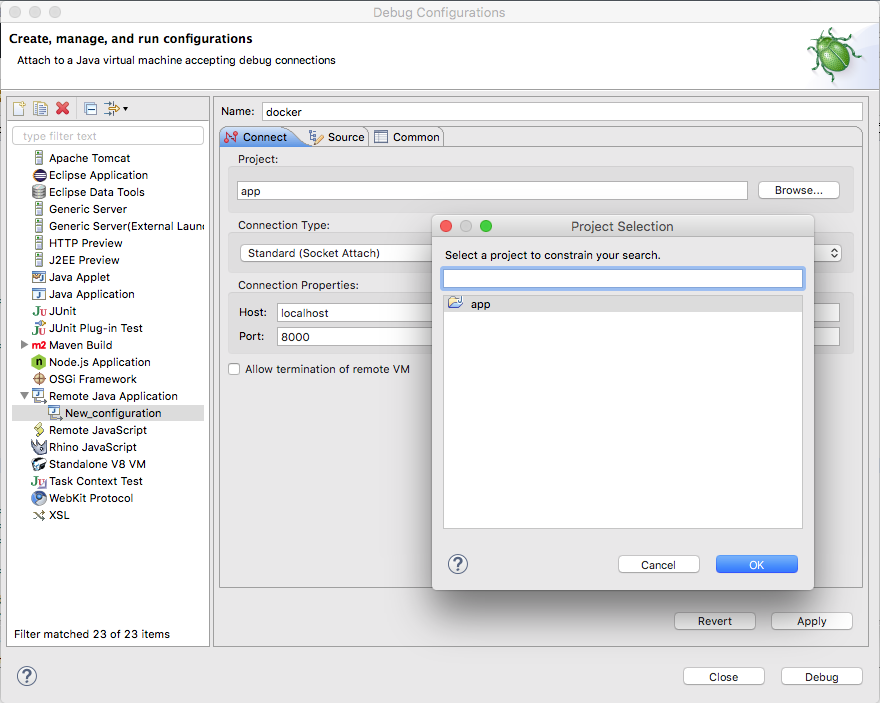 Debug Configurations
Create, manage, and run configurations
Attach to a Java virtual machine accepting debug connections
type filter text
Apache Tomcat
Eclipse Application
Eclipse Data Tools
Generic Server
Generic Server(External Laun
HTTP Preview
J2EE Preview
Java Applet
Java Application
JUnit
JUnit Plug-in Test
Maven Build
Node.js Application
OSGi Framework
Remote Java Application
New_configuration
Remote JavaScript
Rhino JavaScript
Standalone V8 VM
Task Context Test
WebKit Protocol
XSL
Filter matched 23 of 23 items
Name: docker
Connect Source Common
Project:
app Browse...
Connection Type:
Standard (Socket Attach)
Connection Properties:
Host: localhost
Port: 8000
Allow termination of remote VM
Project Selection
Select a project to constrain your search.
app
Cancel OK
Revert Apply
Close Debug